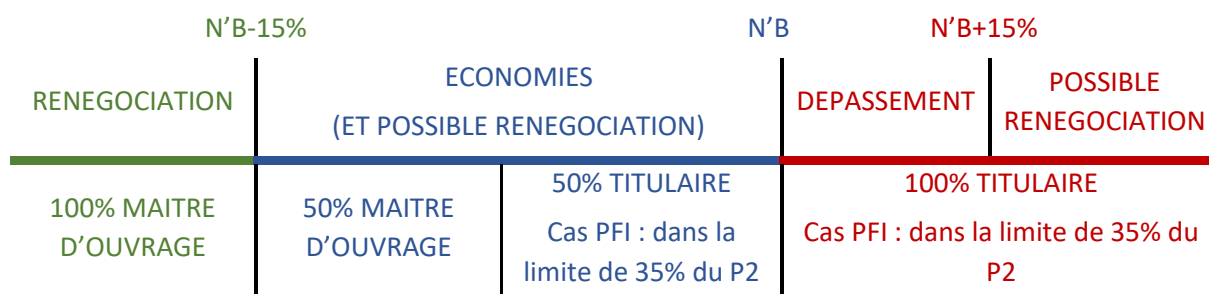 N’B-15%
N’B
N’B+15%
RENEGOCIATION
ECONOMIES
(ET POSSIBLE RENEGOCIATION)
DEPASSEMENT
POSSIBLE
RENEGOCIATION
100% MAITRE
D’OUVRAGE
50% MAITRE
D’OUVRAGE
50% TITULAIRE
Cas PFI : dans la
limite de 35% du P2
100% TITULAIRE
Cas PFI : dans la limite de 35% du
P2